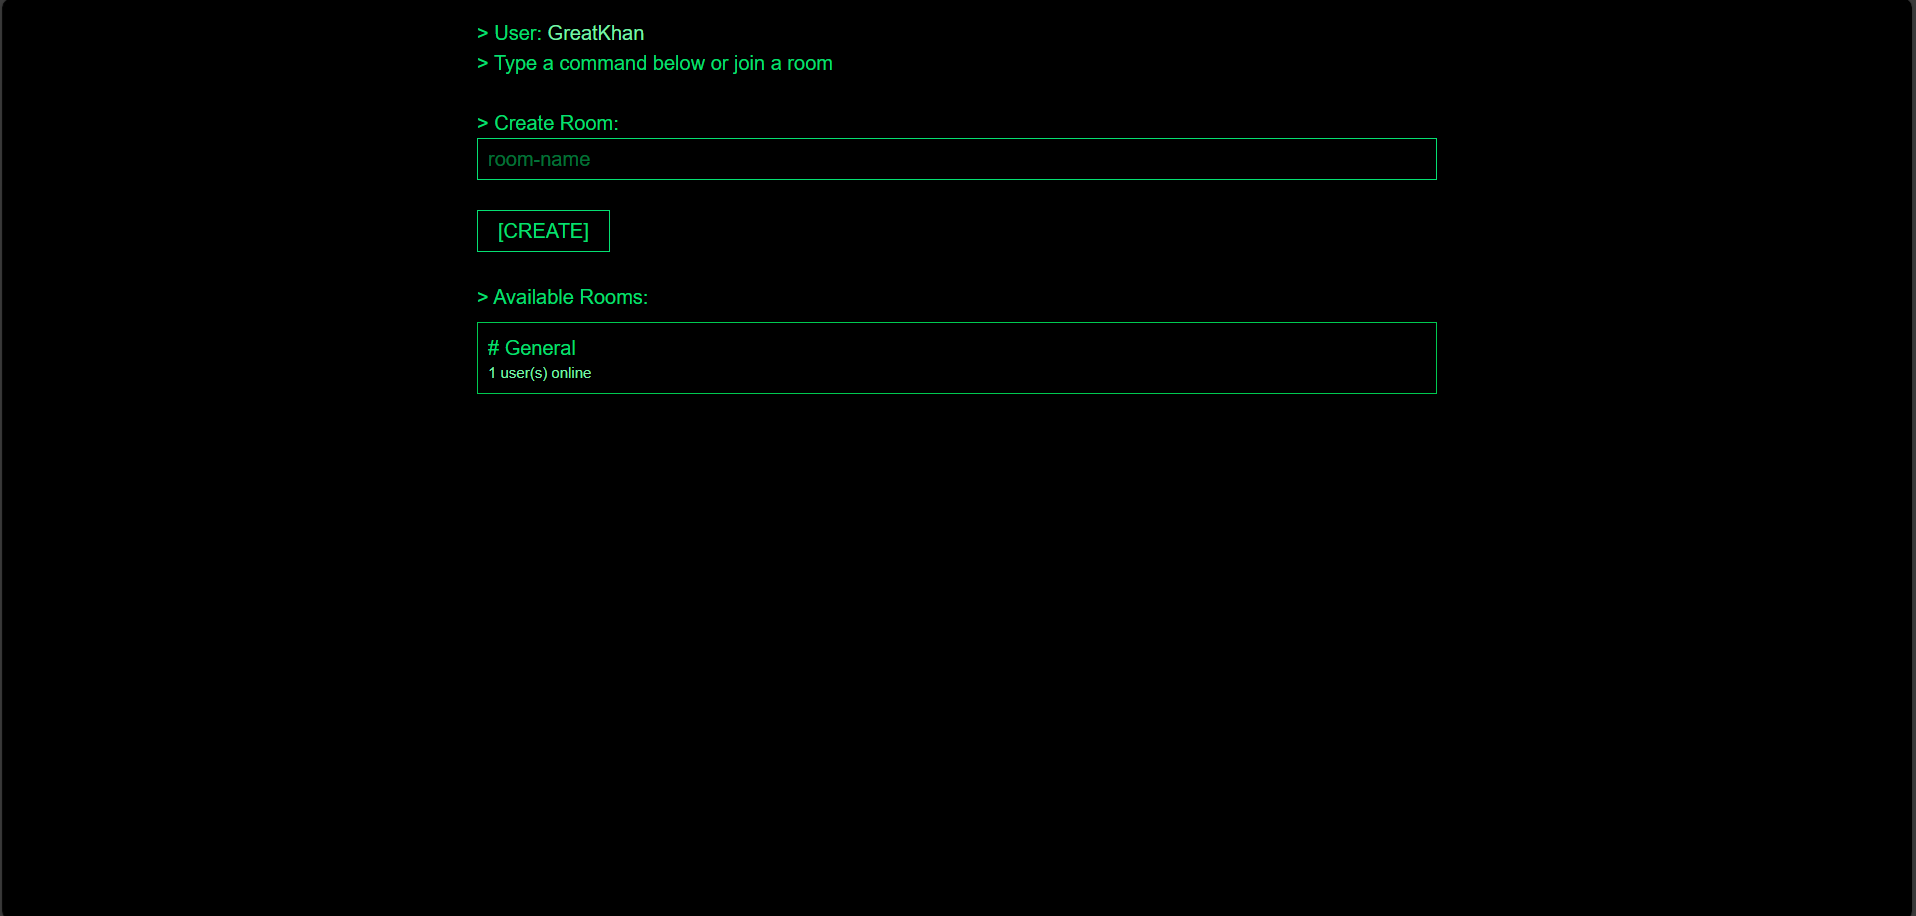 > User: GreatKhan
> Type a command below or join a room
> Create Room:
room-name
[CREATE]
> Available Rooms:
# General
1 user(s) online